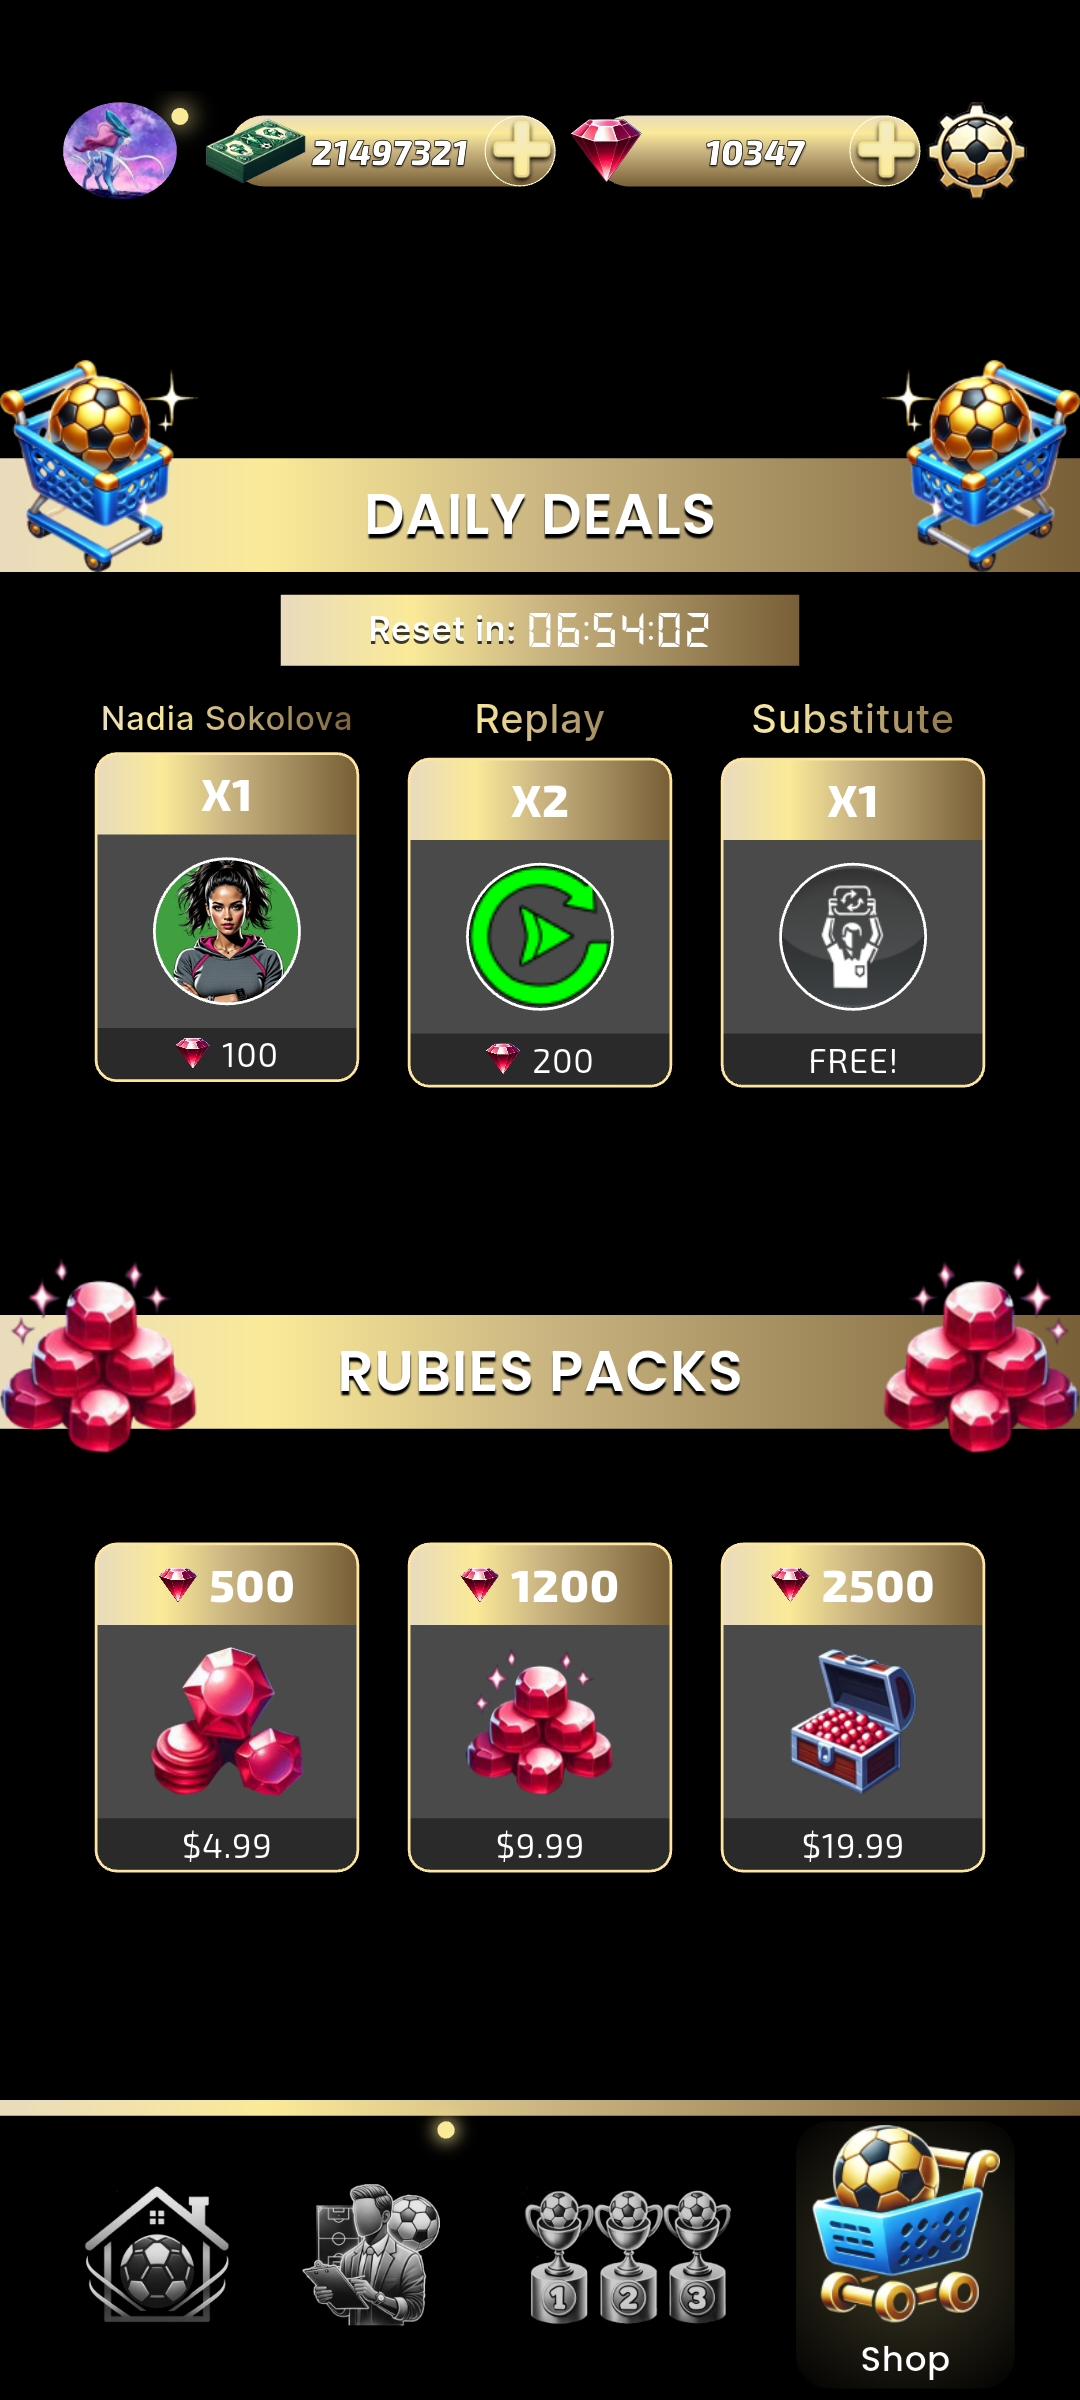 21497321
10347
DAILY DEALS
Reset in: 06:54:02
Nadia Sokolova
Replay
Substitute
X1
X2
X1
100
200
FREE!
RUBIES PACKS
500
1200
2500
$4.99
$9.99
$19.99
1
2
3
Shop